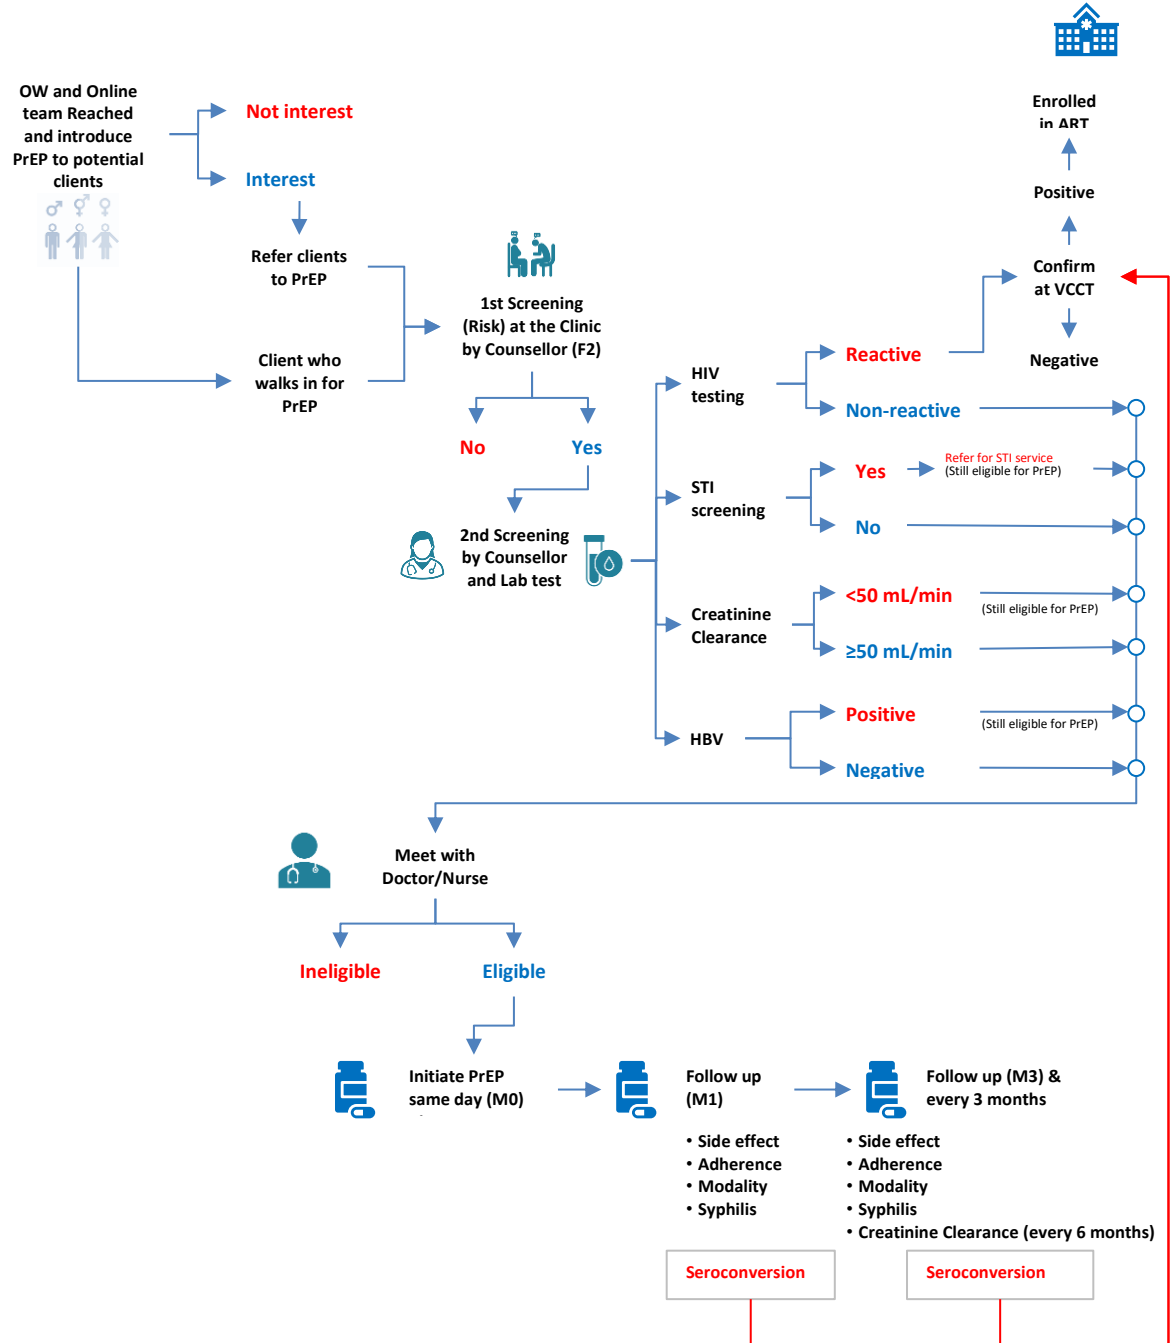 OW and Online
team Reached
and introduce
PrEP to potential
clients
Not interest
Interest
Refer clients
to PrEP
Client who
walks in for
PrEP
1st Screening
(Risk) at the Clinic
by Counsellor (F2)
No
Yes
2nd Screening
by Counsellor
and Lab test
HIV
testing
Reactive
Non-reactive
Enrolled
in ART
Positive
Confirm
at VCCT
Negative
STI
screening
Yes
Refer for STI service
(Still eligible for PrEP)
No
Creatinine
Clearance
<50 mL/min
(Still eligible for PrEP)
≥50 mL/min
HBV
Positive
(Still eligible for PrEP)
Negative
Meet with
Doctor/Nurse
Ineligible
Eligible
Initiate PrEP
same day (M0)
Follow up
(M1)
• Side effect
• Adherence
• Modality
• Syphilis
Follow up (M3) &
every 3 months
• Side effect
• Adherence
• Modality
• Syphilis
• Creatinine Clearance (every 6 months)
Seroconversion
Seroconversion